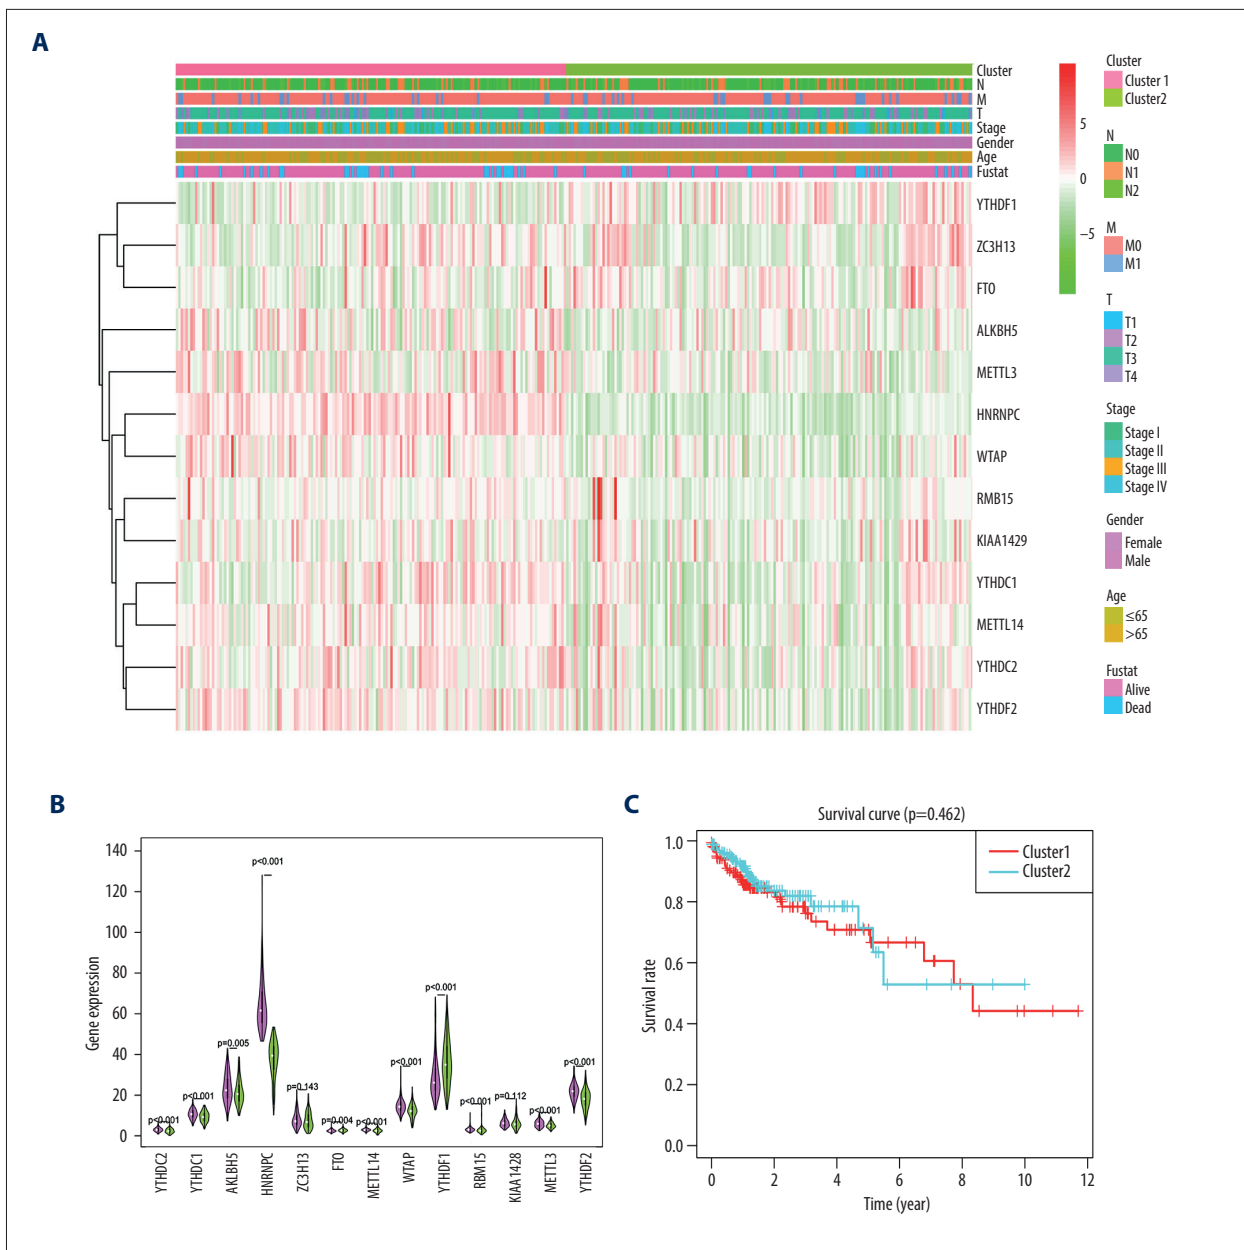 A
Cluster
N
M
T
Stage
Gender
Age
Fustat
YTHDF1
ZC3H13
FTO
ALKBH5
METTL3
HNRNPC
WTAP
RMB15
KIAA1429
YTHDC1
METTL14
YTHDC2
YTHDF2
5
0
−5
Cluster
Cluster 1
Cluster2
N
N0
N1
N2
M
M0
M1
T
T1
T2
T3
T4
Stage
Stage I
Stage II
Stage III
Stage IV
Gender
Female
Male
Age
≤65
>65
Fustat
Alive
Dead
B
Gene expression
140
120
100
80
60
40
20
0
p<0.001
p<0.001
p=0.005
p<0.001
p=0.143
p=0.004
p<0.001
p<0.001
p<0.001
p<0.001
p=0.112
p<0.001
p<0.001
YTHDC2
YTHDC1
AKLBH5
HNRNPC
ZC3H13
FTO
METTL14
WTAP
YTHDF1
RBM15
KIAA1428
METTL3
YTHDF2
C
Survival curve (p=0.462)
Cluster1
Cluster2
Survival rate
1.0
0.8
0.6
0.4
0.2
0.0
0 2 4 6 8 10 12
Time (year)